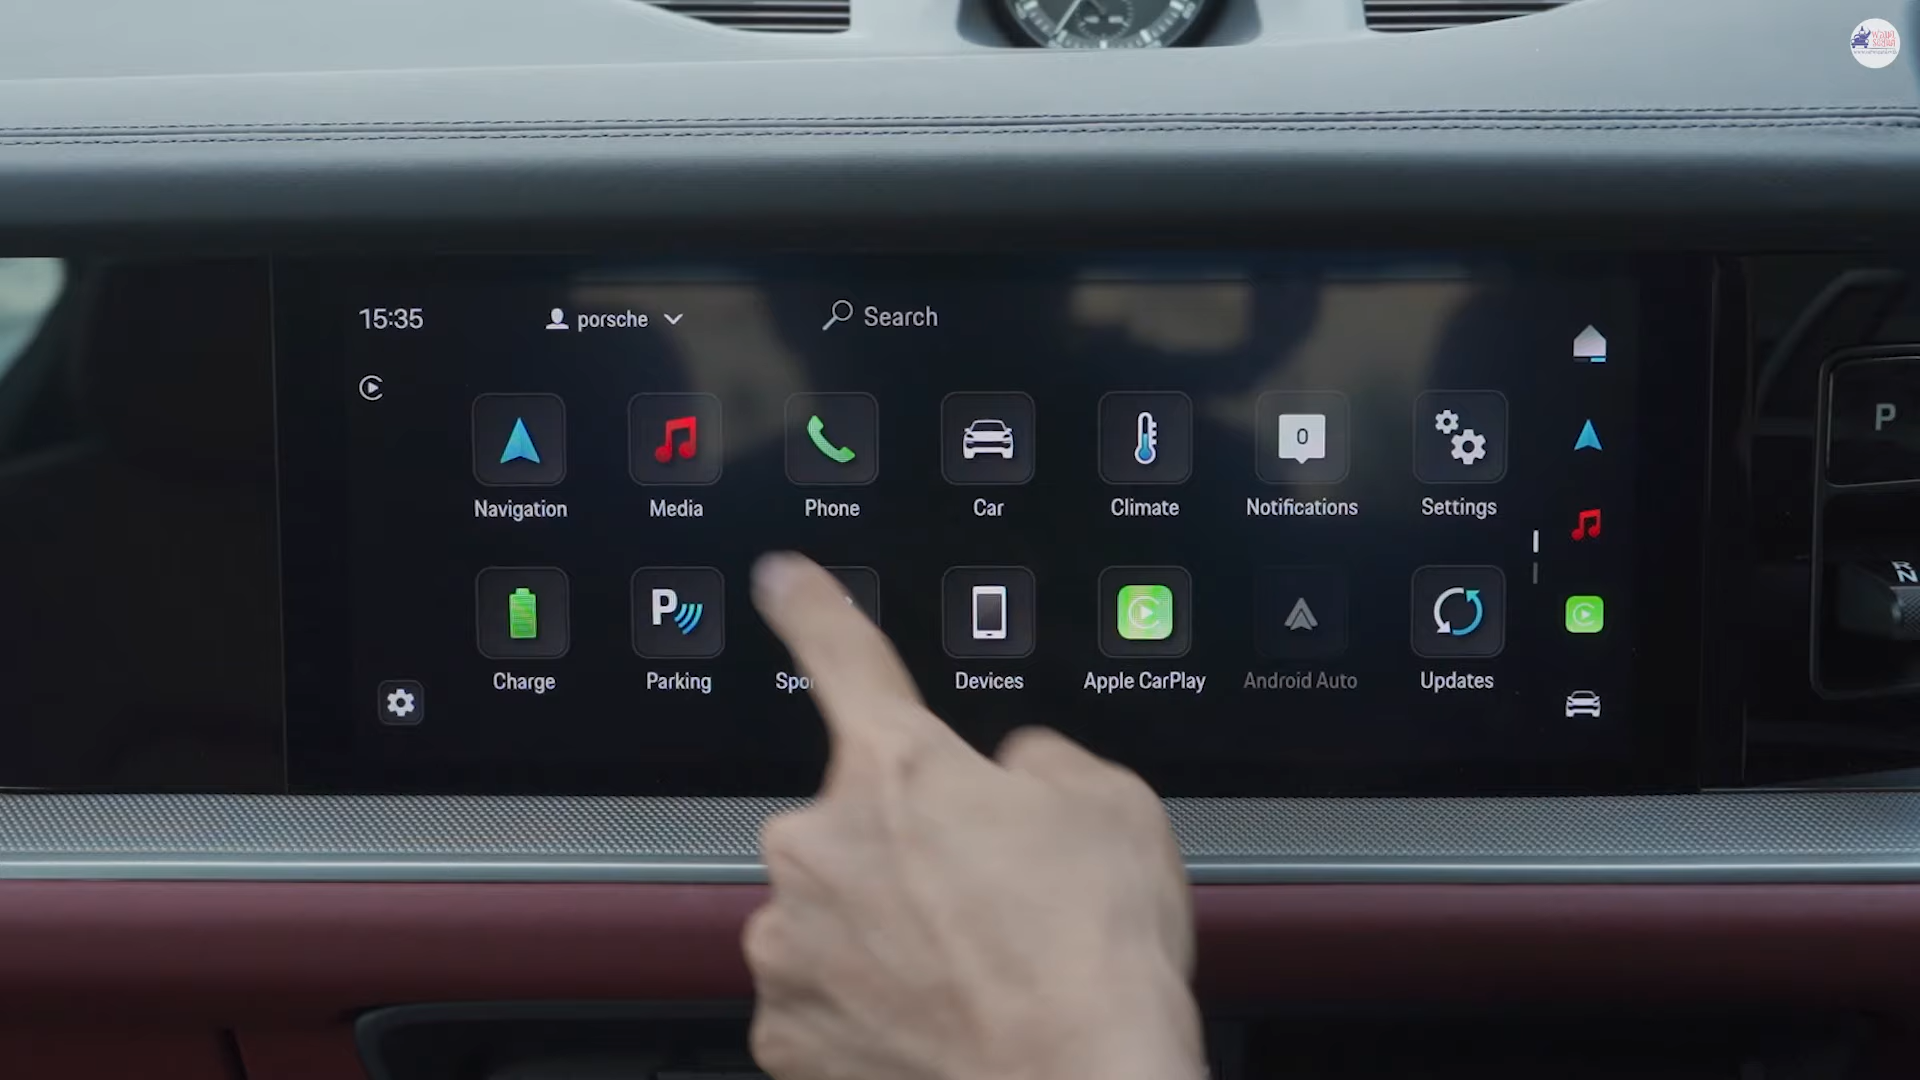 15:35 porsche Search
0
Navigation Media Phone Car Climate Notifications Settings
P
Charge Parking Devices Apple CarPlay Android Auto Updates
P
R
N